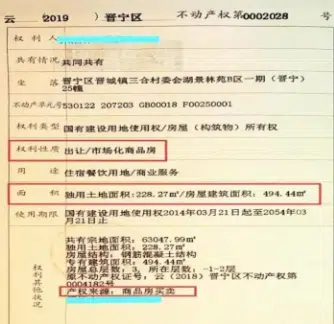 云（2019）晋宁区 不动产权第0002028 号
权利人
共有情况 共同共有
坐落 晋宁区晋城镇三合村委会湖景林苑B区一期（晋宁）25幢
不动产单元号 530122 207203 GB00018 F00250001
权利类型 国有建设用地使用权/房屋（构筑物）所有权
权利性质 出让/市场化商品房
用途 住宿餐饮用地/商业服务
面积 独用土地面积:228.27㎡/房屋建筑面积：494.44㎡
使用期限 国有建设用地使用权2014年03月21日起至2054年03月21日止
权利其他状况
共有宗地面积：63047.99㎡
独用土地面积：228.27㎡
房屋结构：钢筋混凝土结构
专有建筑面积：494.44㎡
房屋总层数：3，所在层数：-1-2层
原不动产权证号：云（2018）晋宁区不动产权第0004182号
产权来源：商品房买卖